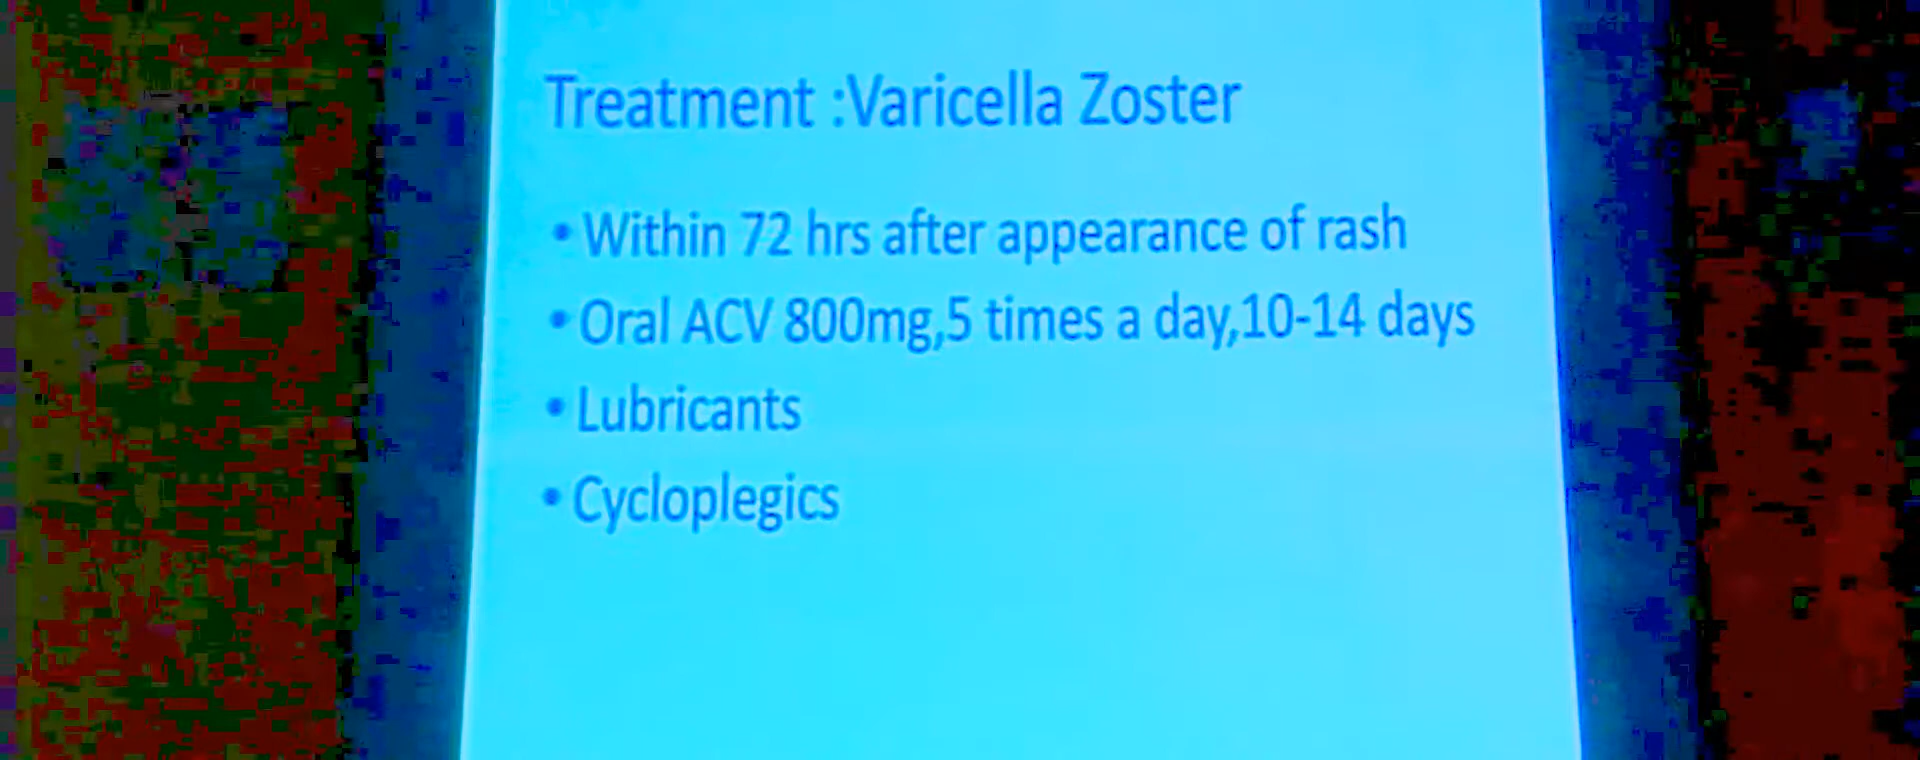 Treatment :Varicella Zoster
• Within 72 hrs after appearance of rash
• Oral ACV 800mg,5 times a day,10-14 days
• Lubricants
• Cycloplegics